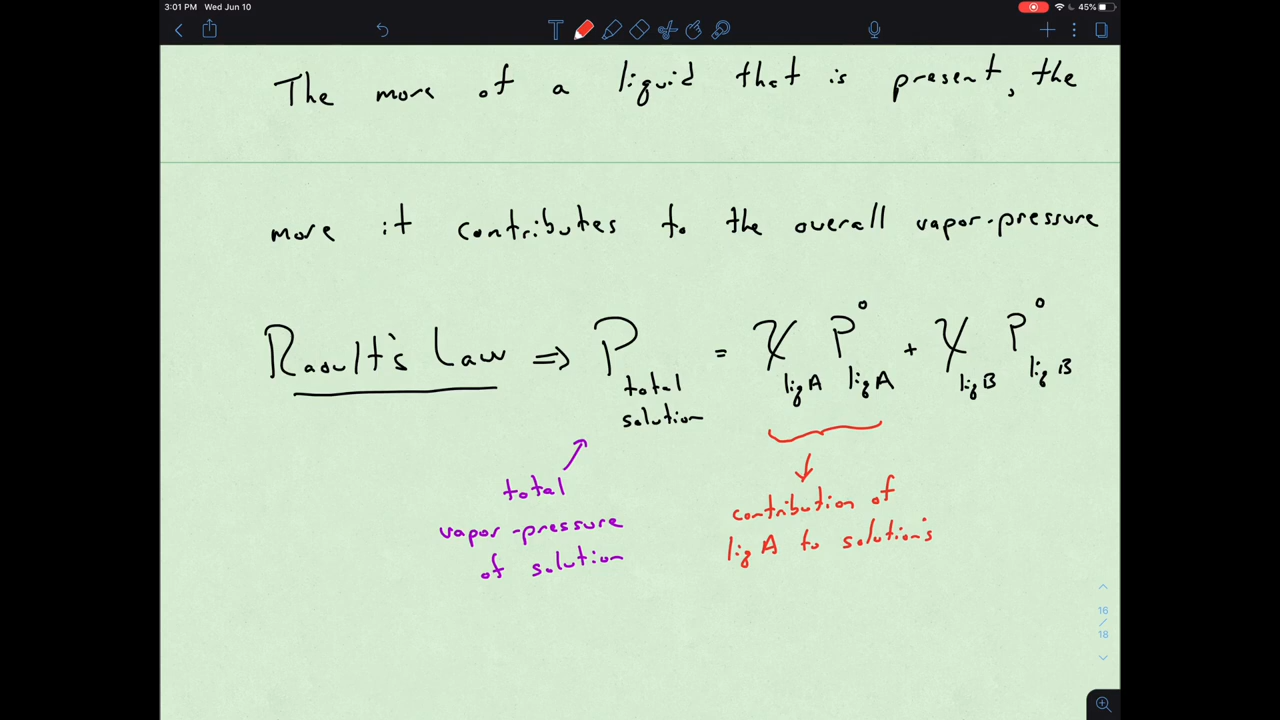 3:01 PM Wed Jun 10
45%
T
The more of a liquid that is present, the
more it contributes to the overall vapor-pressure
Raoult's Law ⇒ P total solution = χ liq A P° liq A + χ liq B P° liq B
total
vapor-pressure
of solution
contribution of
liq A to solution's
16
/
18